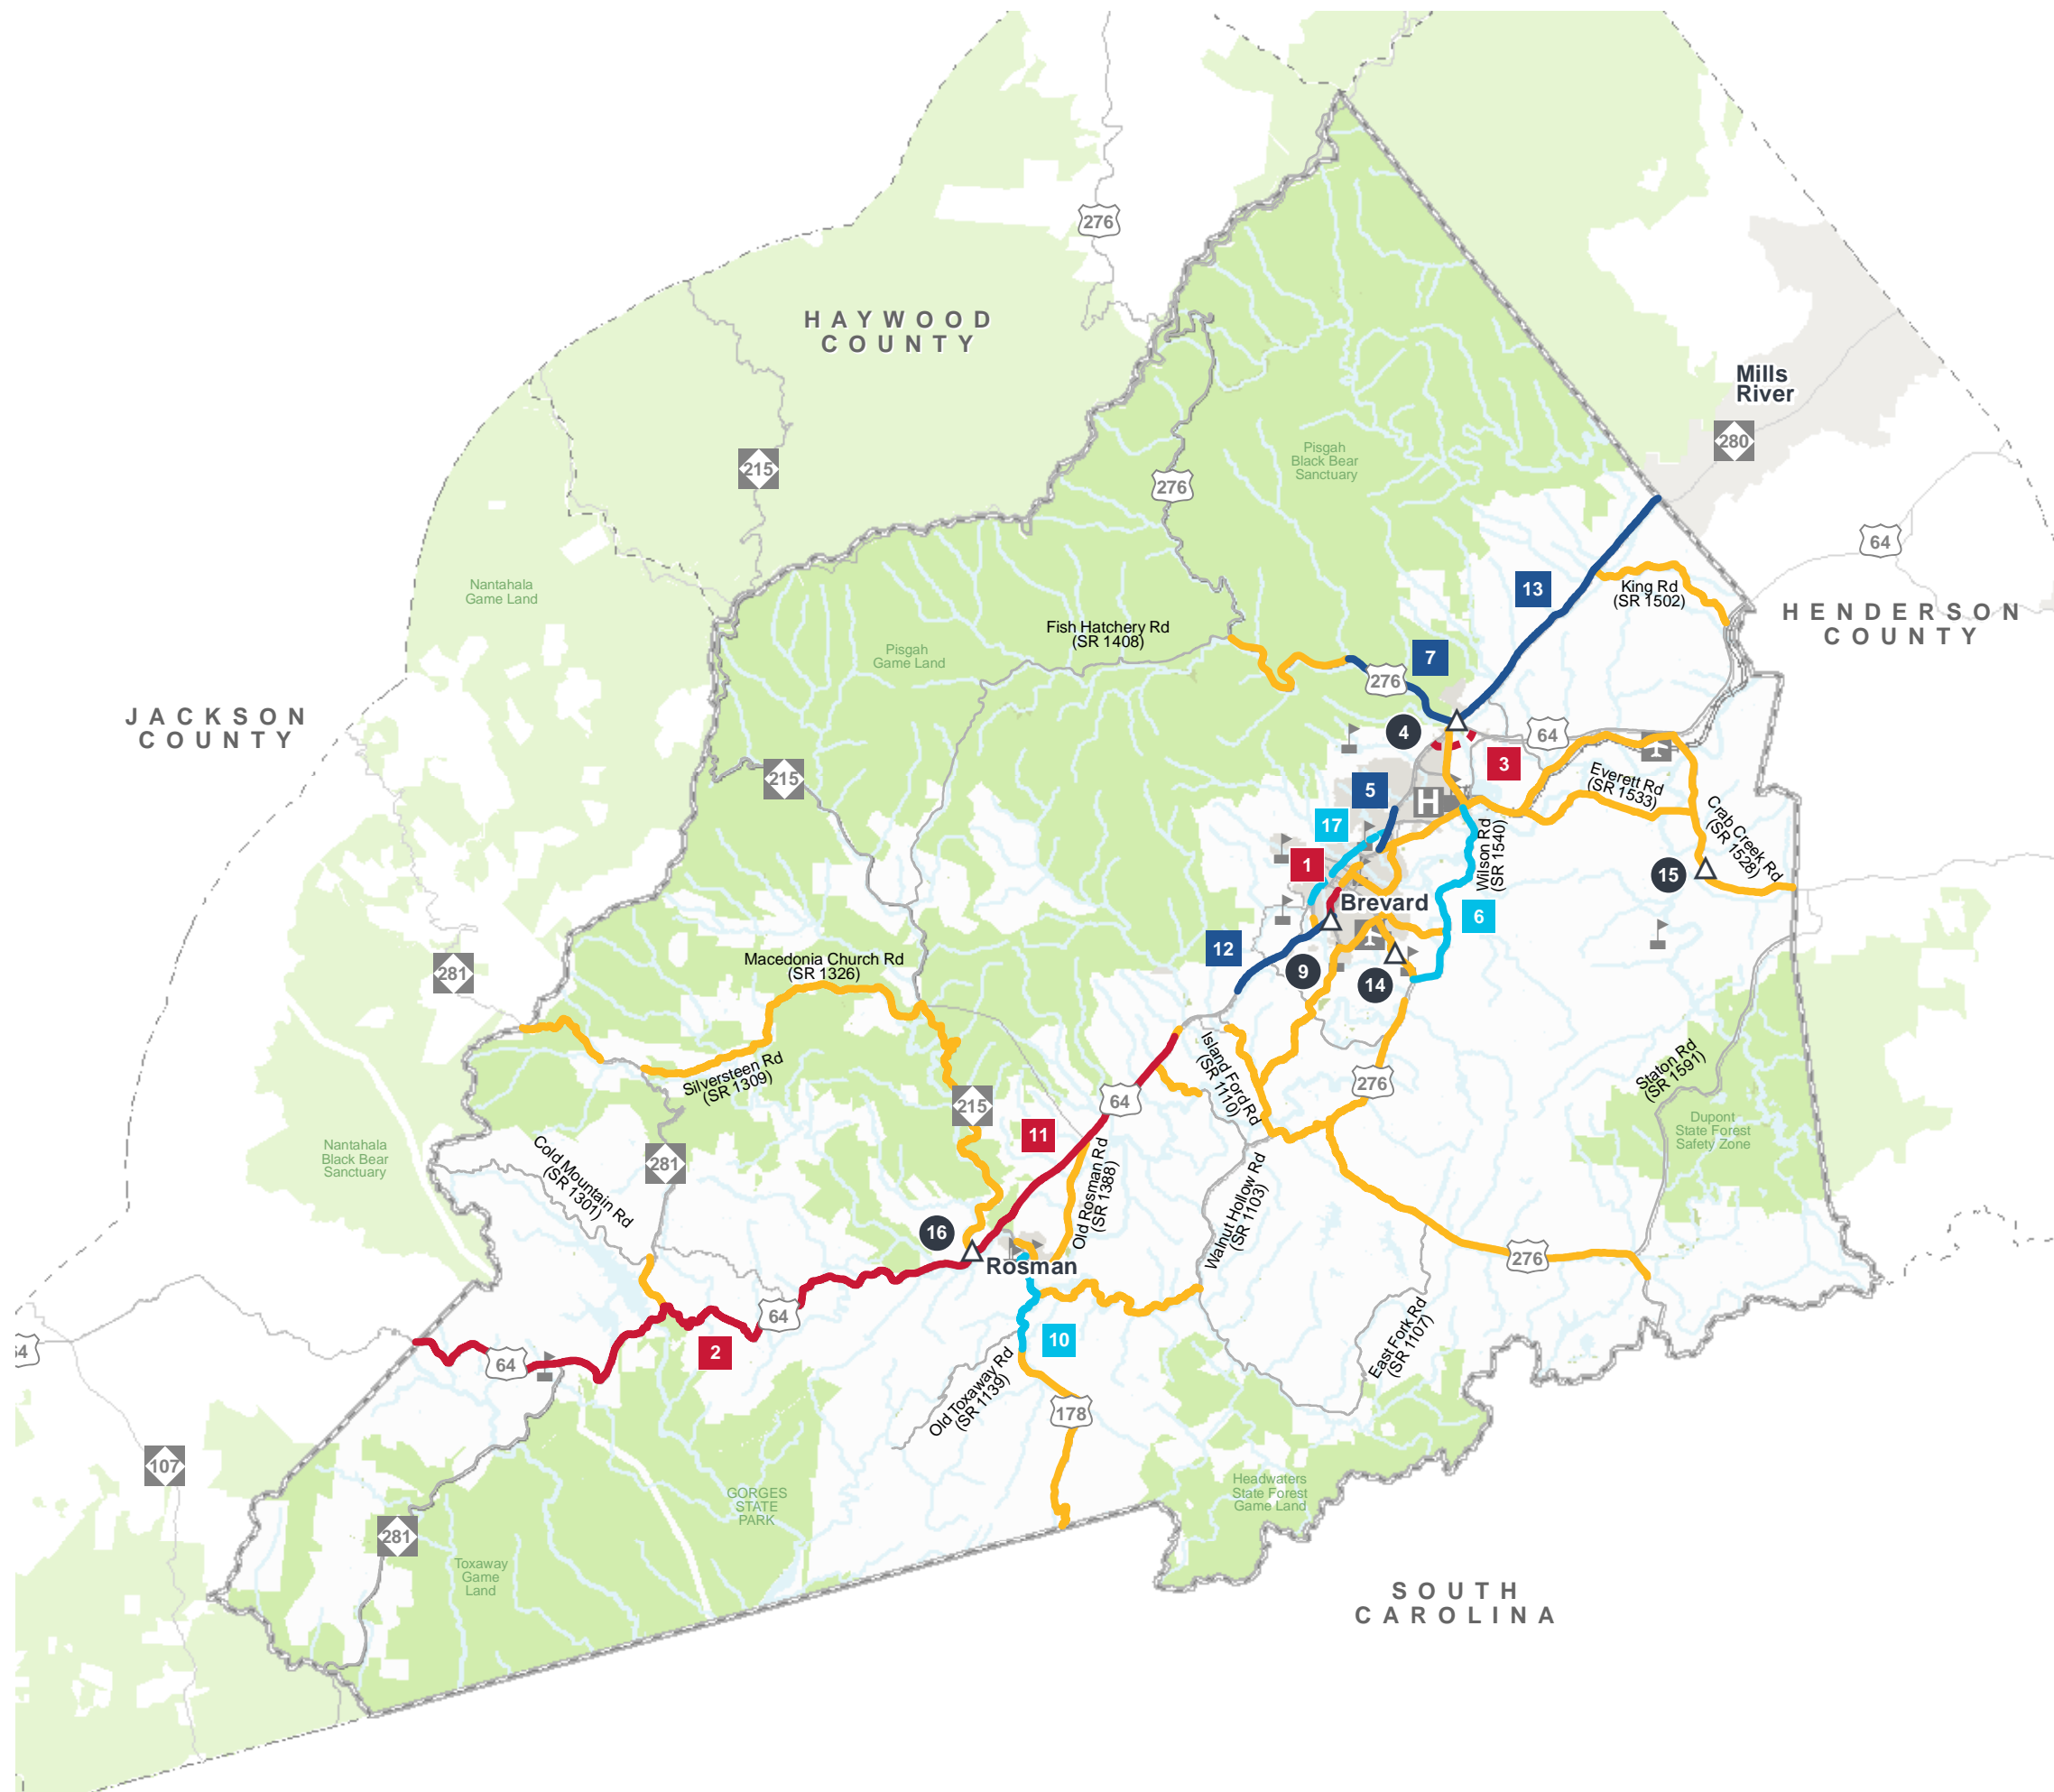 276
HAYWOOD
COUNTY
Mills
River
280
215
Pisgah
Black Bear
Sanctuary
276
64
Nantahala
Game Land
13
King Rd
(SR 1502)
HENDERSON
COUNTY
Fish Hatchery Rd
(SR 1408)
Pisgah
Game Land
7
276
JACKSON
COUNTY
4
64
3
215
Everett Rd
(SR 1533)
5
H
17
Crab Creek Rd
(SR 1528)
Wilson Rd
(SR 1540)
1
15
Brevard
6
12
Macedonia Church Rd
(SR 1326)
281
9
14
Silversteen Rd
(SR 1309)
Island Ford Rd
(SR 1110)
Staton Rd
(SR 1591)
276
215
64
11
Dupont
State Forest
Safety Zone
Nantahala
Black Bear
Sanctuary
Cold Mountain Rd
(SR 1301)
281
Old Rosman Rd
(SR 1388)
Walnut Hollow Rd
(SR 1103)
16
Rosman
276
64
10
2
64
64
East Fork Rd
(SR 1107)
Old Toxaway Rd
(SR 1139)
178
107
GORGES
STATE
PARK
Headwaters
State Forest
Game Land
281
Toxaway
Game
Land
SOUTH
CAROLINA